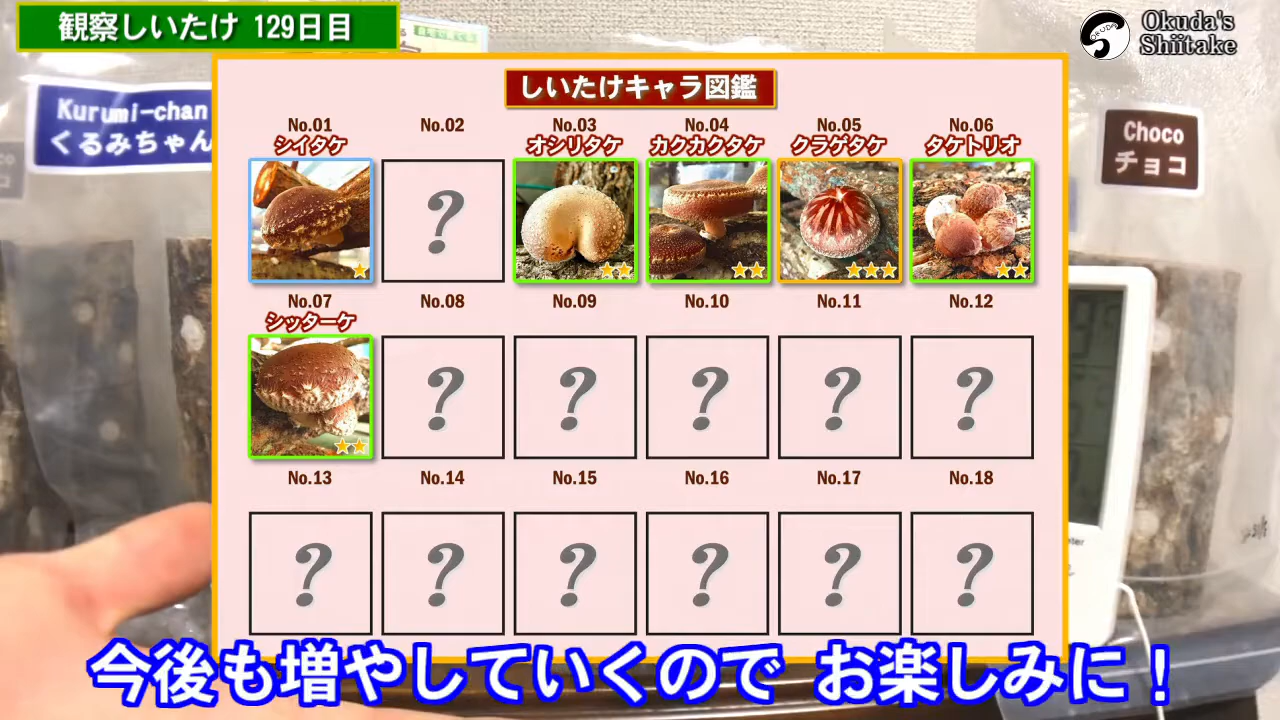 観察しいたけ 129日目
Okuda's
Shiitake
Kurumi-chan
くるみちゃん
Choco
チョコ
しいたけキャラ図鑑
No.01
シイタケ
No.02
?
No.03
オシリタケ
No.04
カクカクタケ
No.05
クラゲタケ
No.06
タケトリオ
No.07
シッターケ
No.08
?
No.09
?
No.10
?
No.11
?
No.12
?
No.13
?
No.14
?
No.15
?
No.16
?
No.17
?
No.18
?
今後も増やしていくので お楽しみに!